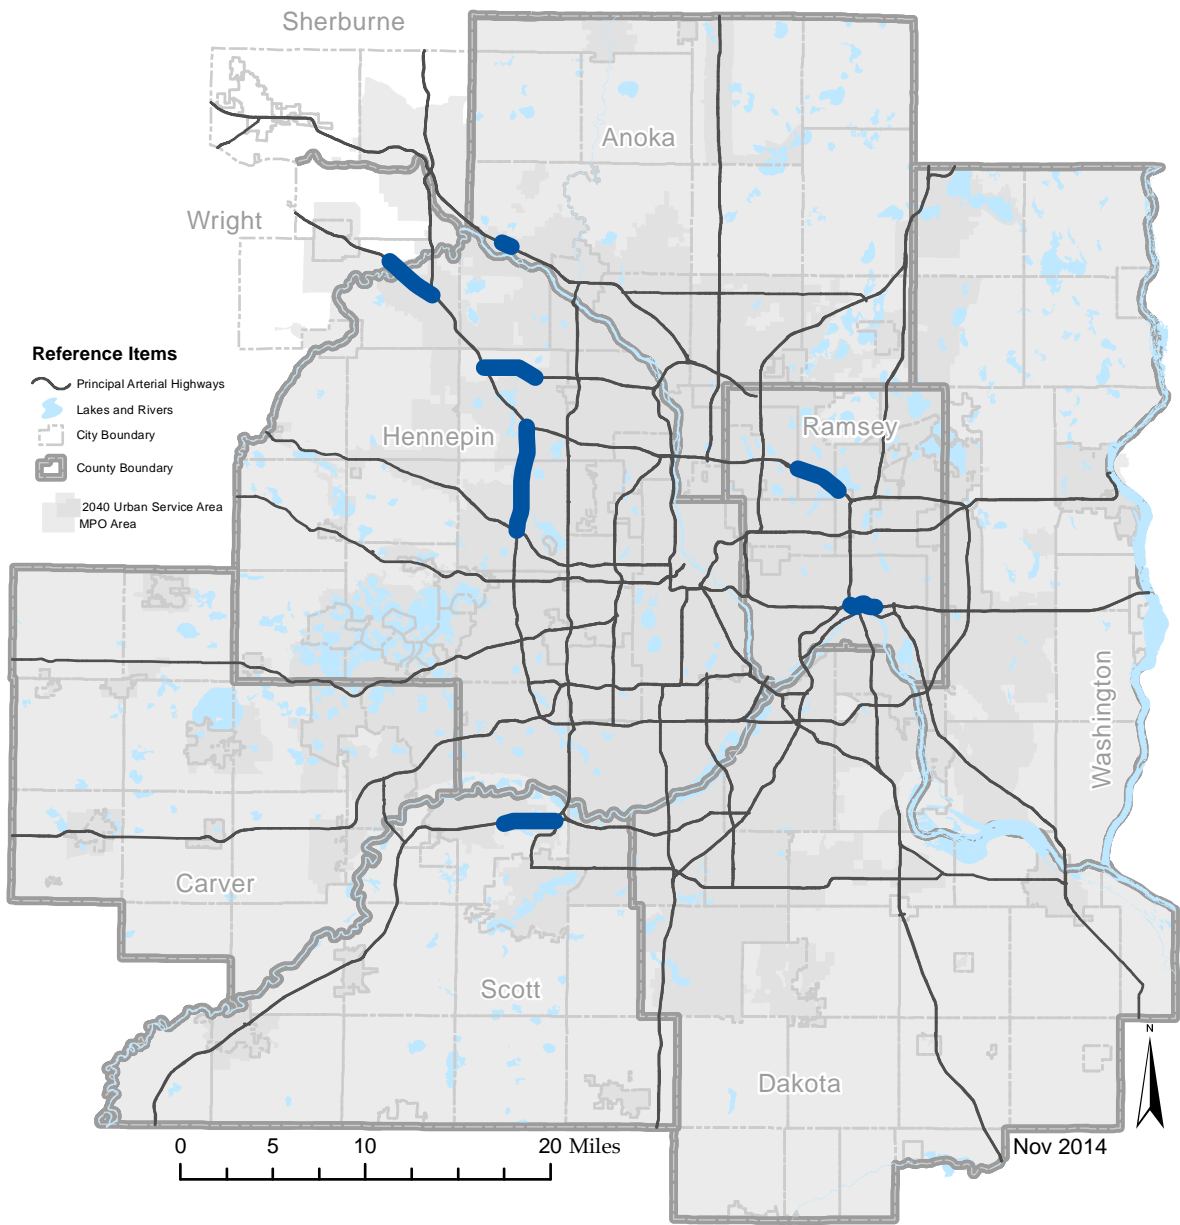 Sherburne
Anoka
Wright
Reference Items
Principal Arterial Highways
Lakes and Rivers
City Boundary
County Boundary
2040 Urban Service Area
MPO Area
Hennepin
Ramsey
Washington
Carver
Scott
Dakota
N
0 5 10 20 Miles
Nov 2014